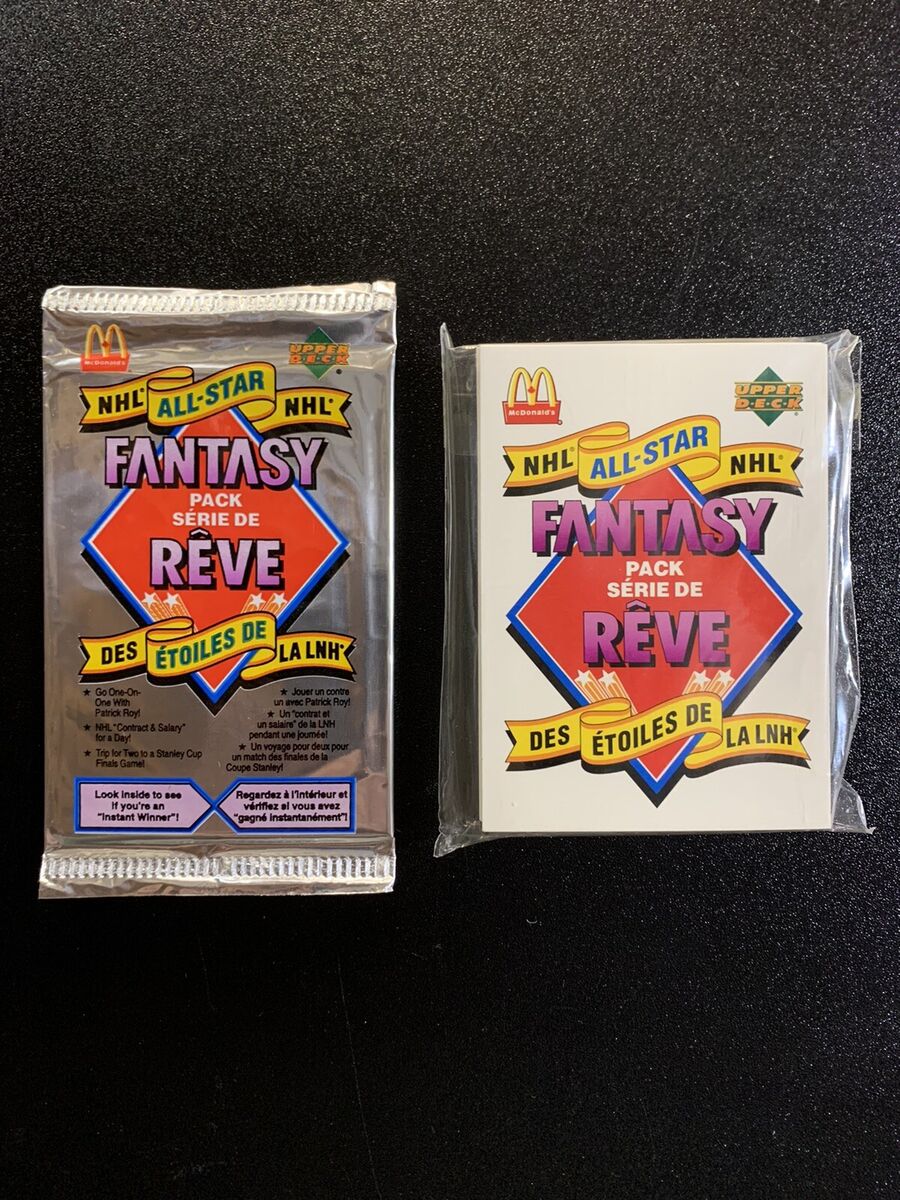 McDonald's
UPPER
D·E·C·K
NHL® ALL-STAR NHL®
FANTASY
PACK
SÉRIE DE
RÊVE
DES ÉTOILES DE LA LNH®
★ Go One-On-
One With
Patrick Roy!
★ NHL "Contract & Salary"
for a Day!
★ Trip for Two to a Stanley Cup
Finals Game!
★ Jouer un contre
un avec Patrick Roy!
★ Un "contrat et
un salaire" de la LNH
pendant une journée!
★ Un voyage pour deux pour
un match des finales de la
Coupe Stanley!
Look inside to see
if you're an
"Instant Winner"!
Regardez à l'intérieur et
vérifiez si vous avez
"gagné instantanément"!
McDonald's
UPPER
D·E·C·K
NHL® ALL-STAR NHL®
FANTASY
PACK
SÉRIE DE
RÊVE
DES ÉTOILES DE LA LNH®